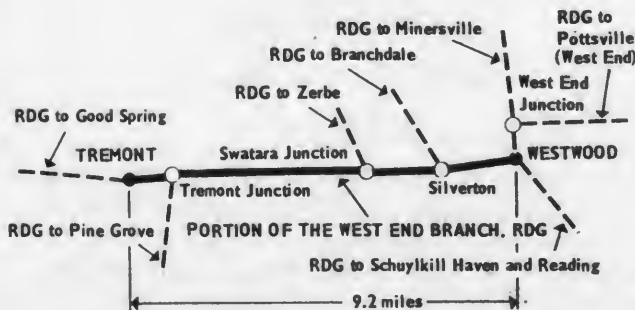 RDG to Minersville
RDG to
Pottsville
(West End)
RDG to Branchdale
West End
Junction
RDG to Zerbe
RDG to Good Spring
TREMONT
Swatara Junction
WESTWOOD
Tremont Junction
Silverton
RDG to Pine Grove
PORTION OF THE WEST END BRANCH, RDG
RDG to Schuylkill Haven and Reading
9.2 miles